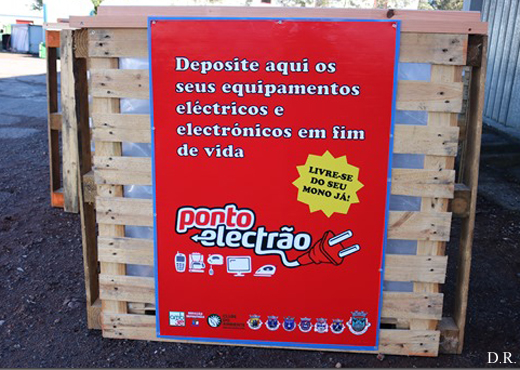 Deposite aqui os
seus equipamentos
eléctricos e
electrónicos em fim
de vida
LIVRE-SE
DO SEU
MONO JÁ!
ponto
electrão
D.R.